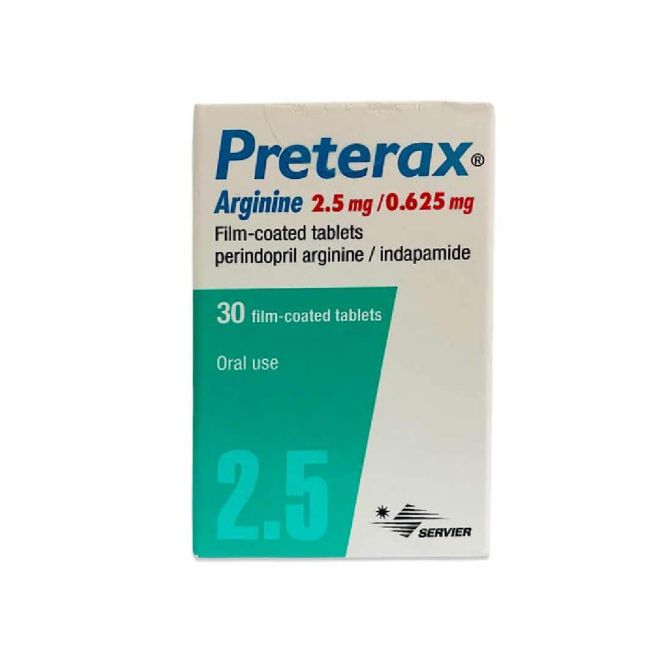 Preterax®
Arginine 2.5 mg/0.625 mg
Film-coated tablets
perindopril arginine / indapamide
30 film-coated tablets
Oral use
2.5
SERVIER